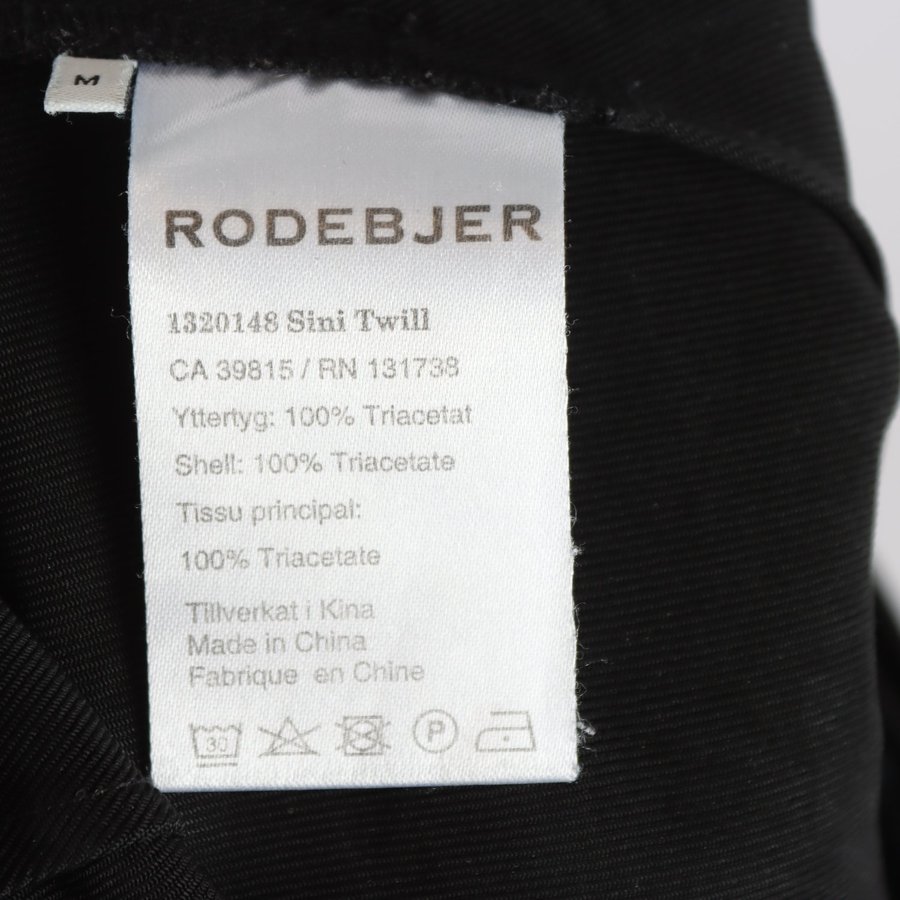 M
RODEBJER
1320148 Sini Twill
CA 39815 / RN 131738
Yttertyg: 100% Triacetat
Shell: 100% Triacetate
Tissu principal:
100% Triacetate
Tillverkat i Kina
Made in China
Fabrique en Chine
30 P